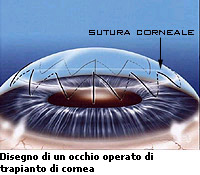 SUTURA CORNEALE
Disegno di un occhio operato di
trapianto di cornea